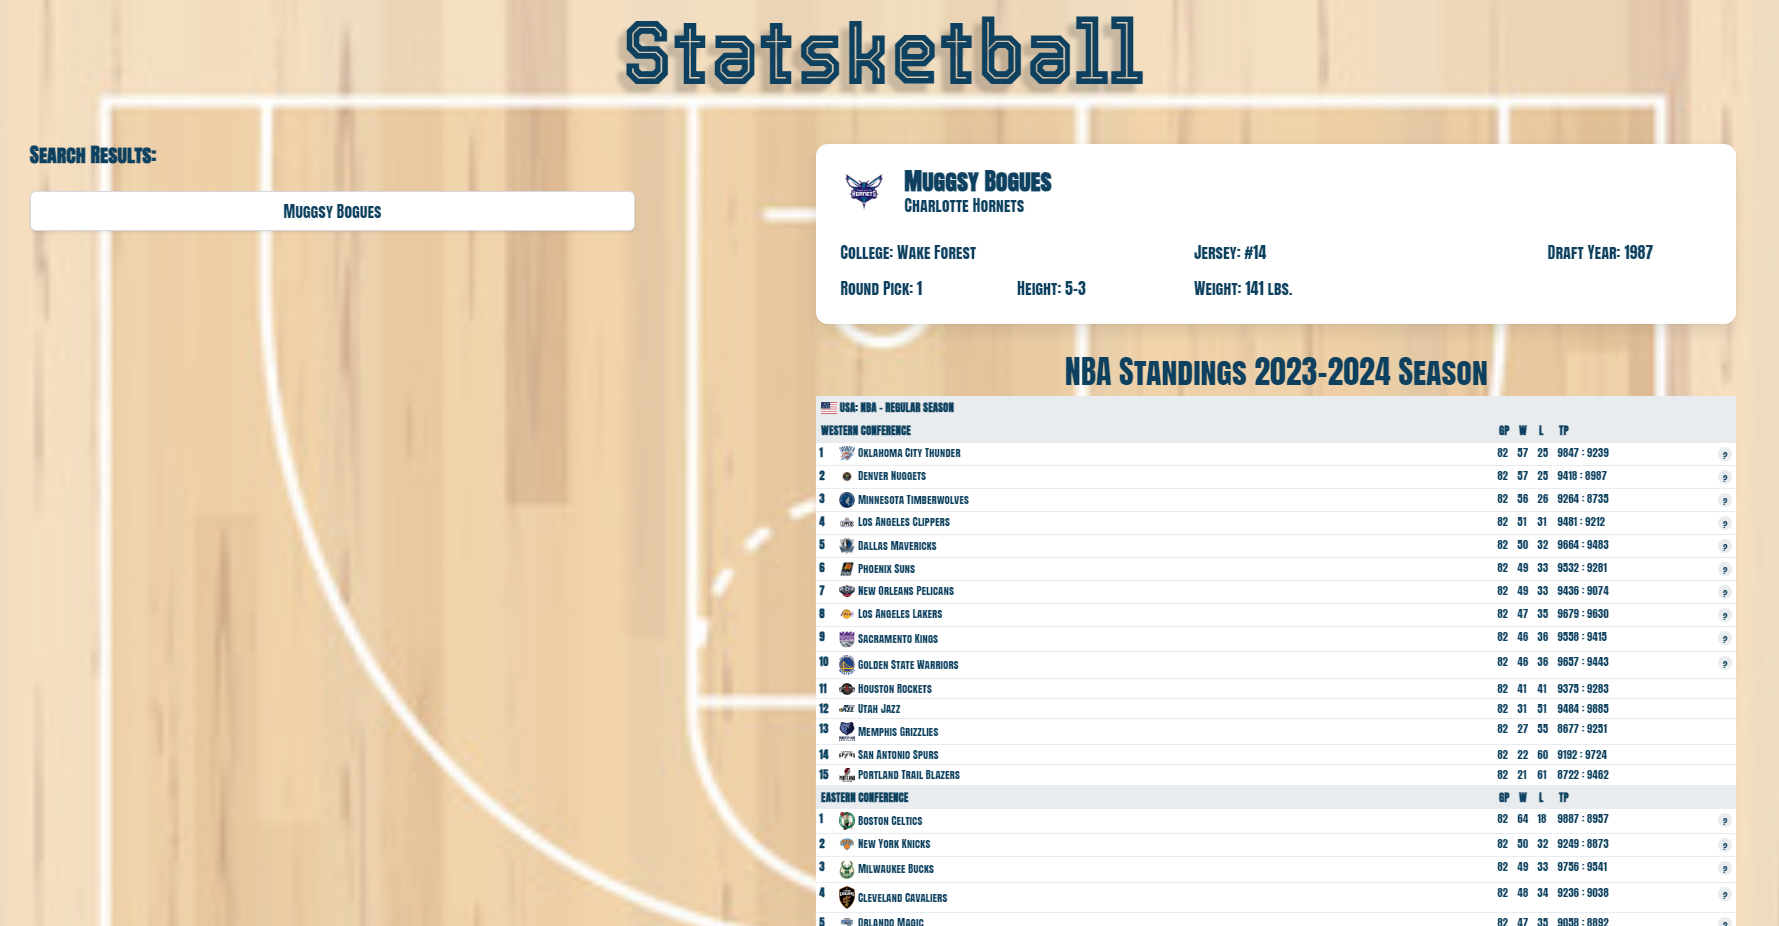 Statsketball
Search Results:
Muggsy Bogues
Muggsy Bogues
Charlotte Hornets
College: Wake Forest Jersey: #14 Draft Year: 1987
Round Pick: 1 Height: 5-3 Weight: 141 lbs.
NBA Standings 2023-2024 Season
USA: NBA - Regular Season
Western Conference GP W L TP
1 Oklahoma City Thunder 82 57 25 9847 : 9239 ?
2 Denver Nuggets 82 57 25 9418 : 8987 ?
3 Minnesota Timberwolves 82 56 26 9264 : 8735 ?
4 Los Angeles Clippers 82 51 31 9481 : 9212 ?
5 Dallas Mavericks 82 50 32 9664 : 9483 ?
6 Phoenix Suns 82 49 33 9532 : 9281 ?
7 New Orleans Pelicans 82 49 33 9436 : 9074 ?
8 Los Angeles Lakers 82 47 35 9679 : 9630 ?
9 Sacramento Kings 82 46 36 9558 : 9415 ?
10 Golden State Warriors 82 46 36 9657 : 9443 ?
11 Houston Rockets 82 41 41 9375 : 9283
12 Utah Jazz 82 31 51 9484 : 9885
13 Memphis Grizzlies 82 27 55 8677 : 9251
14 San Antonio Spurs 82 22 60 9192 : 9724
15 Portland Trail Blazers 82 21 61 8722 : 9462
Eastern Conference GP W L TP
1 Boston Celtics 82 64 18 9887 : 8957 ?
2 New York Knicks 82 50 32 9249 : 8873 ?
3 Milwaukee Bucks 82 49 33 9756 : 9541 ?
4 Cleveland Cavaliers 82 48 34 9236 : 9038 ?
5 Orlando Magic 82 47 35 9058 : 8892 ?